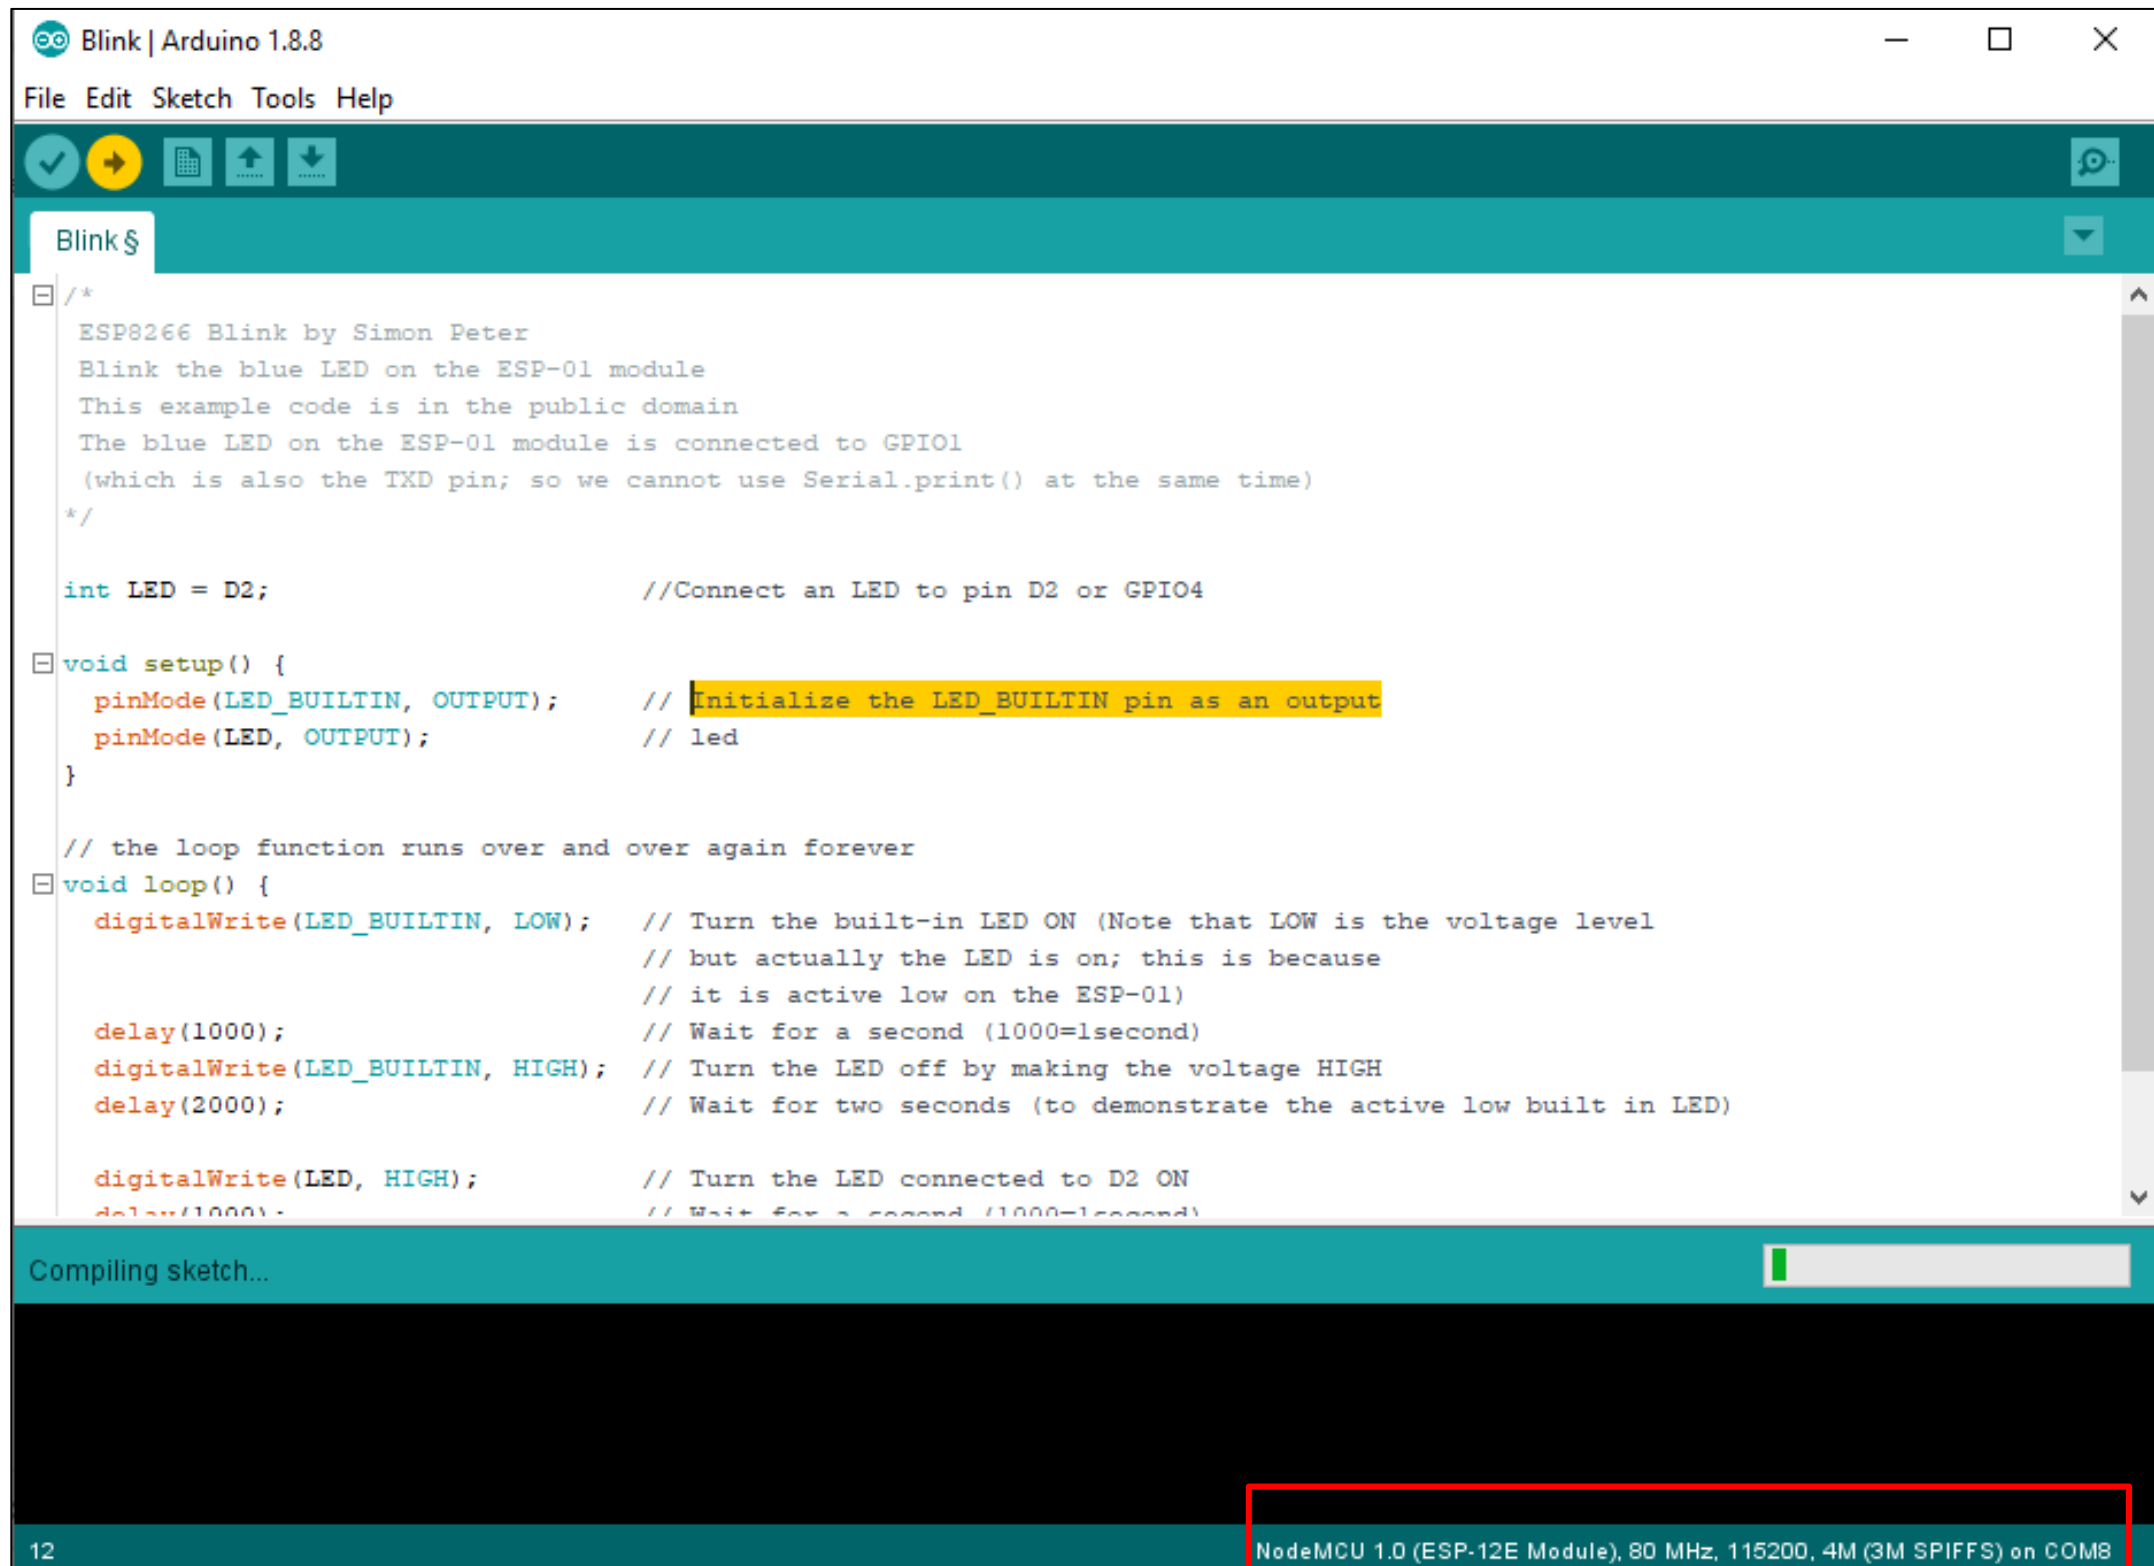 Blink | Arduino 1.8.8
File Edit Sketch Tools Help
Blink §
/*
ESP8266 Blink by Simon Peter
Blink the blue LED on the ESP-01 module
This example code is in the public domain
The blue LED on the ESP-01 module is connected to GPIO1
(which is also the TXD pin; so we cannot use Serial.print() at the same time)
*/
int LED = D2; //Connect an LED to pin D2 or GPIO4
void setup() {
pinMode(LED_BUILTIN, OUTPUT); // Initialize the LED_BUILTIN pin as an output
pinMode(LED, OUTPUT); // led
}
// the loop function runs over and over again forever
void loop() {
digitalWrite(LED_BUILTIN, LOW); // Turn the built-in LED ON (Note that LOW is the voltage level
// but actually the LED is on; this is because
// it is active low on the ESP-01)
delay(1000); // Wait for a second (1000=1second)
digitalWrite(LED_BUILTIN, HIGH); // Turn the LED off by making the voltage HIGH
delay(2000); // Wait for two seconds (to demonstrate the active low built in LED)
digitalWrite(LED, HIGH); // Turn the LED connected to D2 ON
delay(1000); // Wait for a second (1000=1second)
Compiling sketch...
12 NodeMCU 1.0 (ESP-12E Module), 80 MHz, 115200, 4M (3M SPIFFS) on COM8